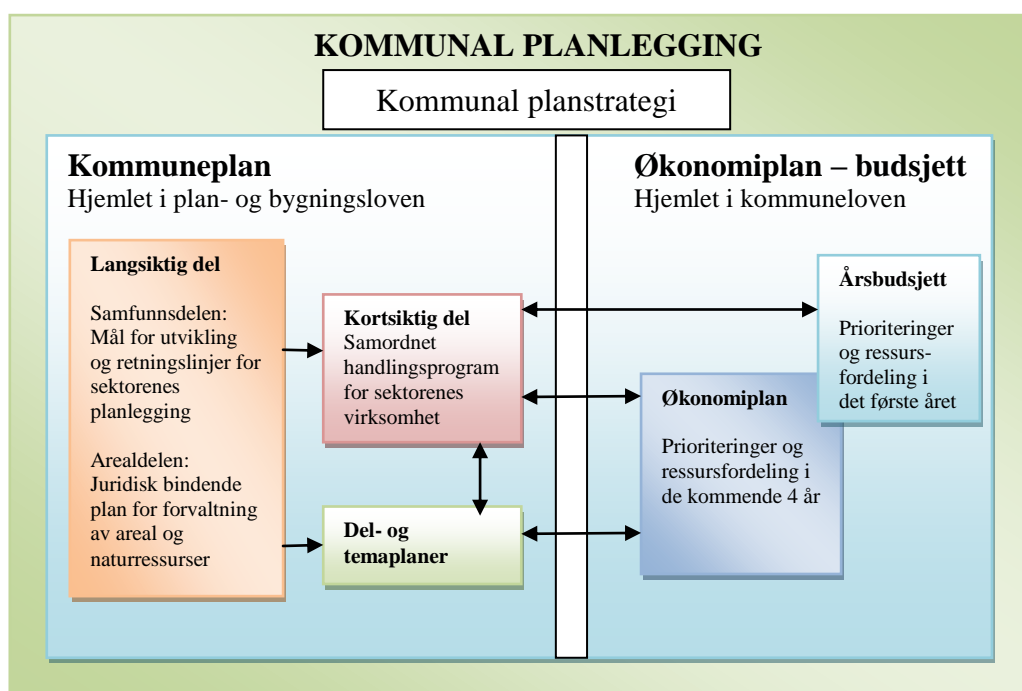 KOMMUNAL PLANLEGGING
Kommunal planstrategi
Kommuneplan
Hjemlet i plan- og bygningsloven
Langsiktig del
Samfunnsdelen:
Mål for utvikling
og retningslinjer for
sektorenes
planlegging
Arealdelen:
Juridisk bindende
plan for forvaltning
av areal og
naturressurser
Kortsiktig del
Samordnet
handlingsprogram
for sektorenes
virksomhet
Del- og
temaplaner
Økonomiplan – budsjett
Hjemlet i kommuneloven
Økonomiplan
Prioriteringer og
ressursfordeling i
de kommende 4 år
Årsbudsjett
Prioriteringer
og ressurs-
fordeling i
det første året